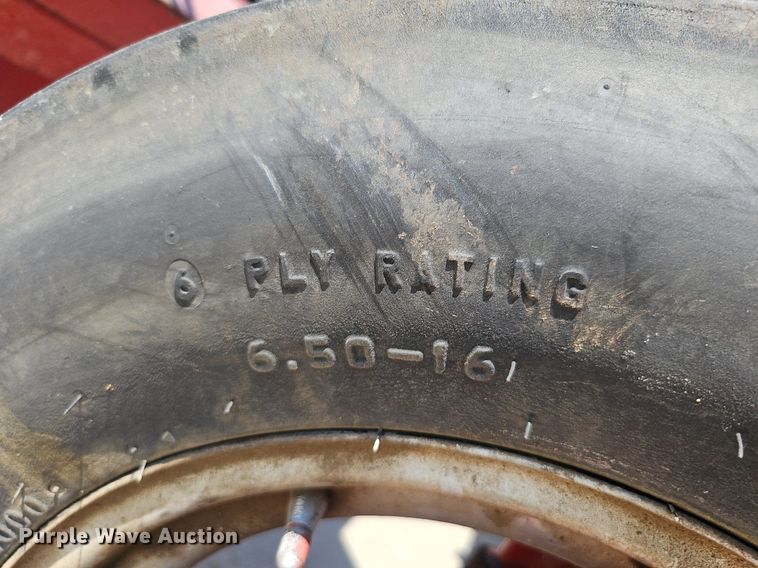 6 PLY RATING
6.50-16
Purple Wave Auction